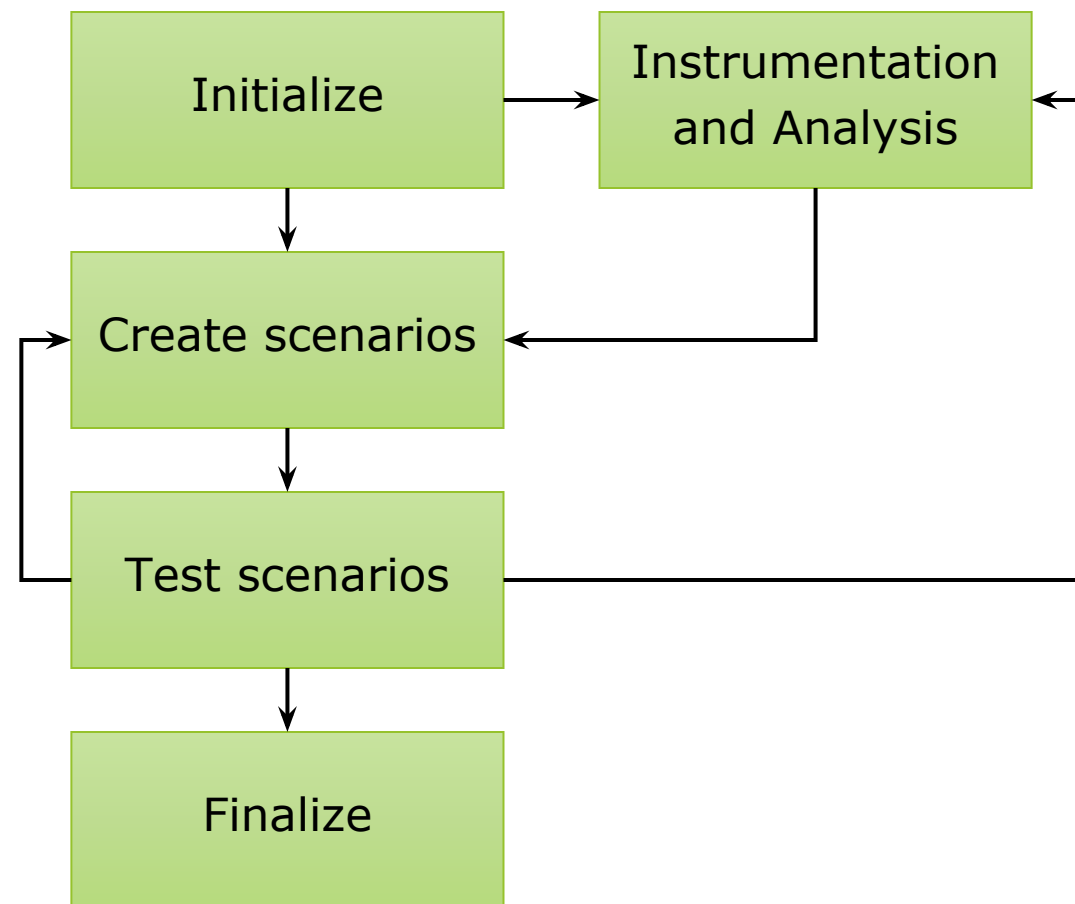 Initialize
Instrumentation
and Analysis
Create scenarios
Test scenarios
Finalize